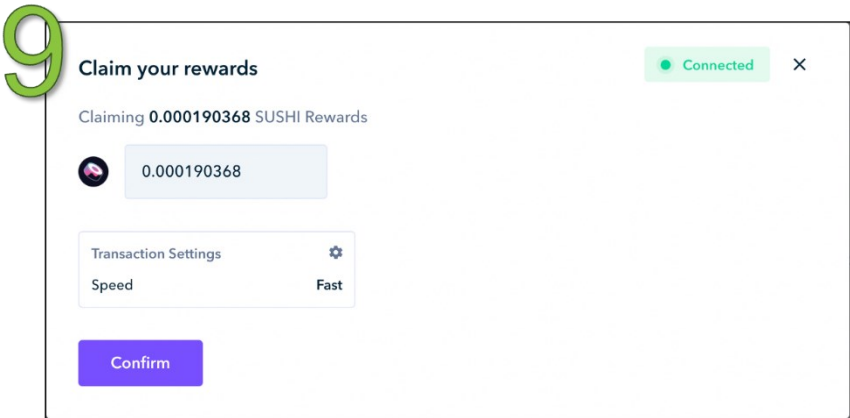 9
Claim your rewards
Connected
Claiming 0.000190368 SUSHI Rewards
0.000190368
Transaction Settings
Speed Fast
Confirm